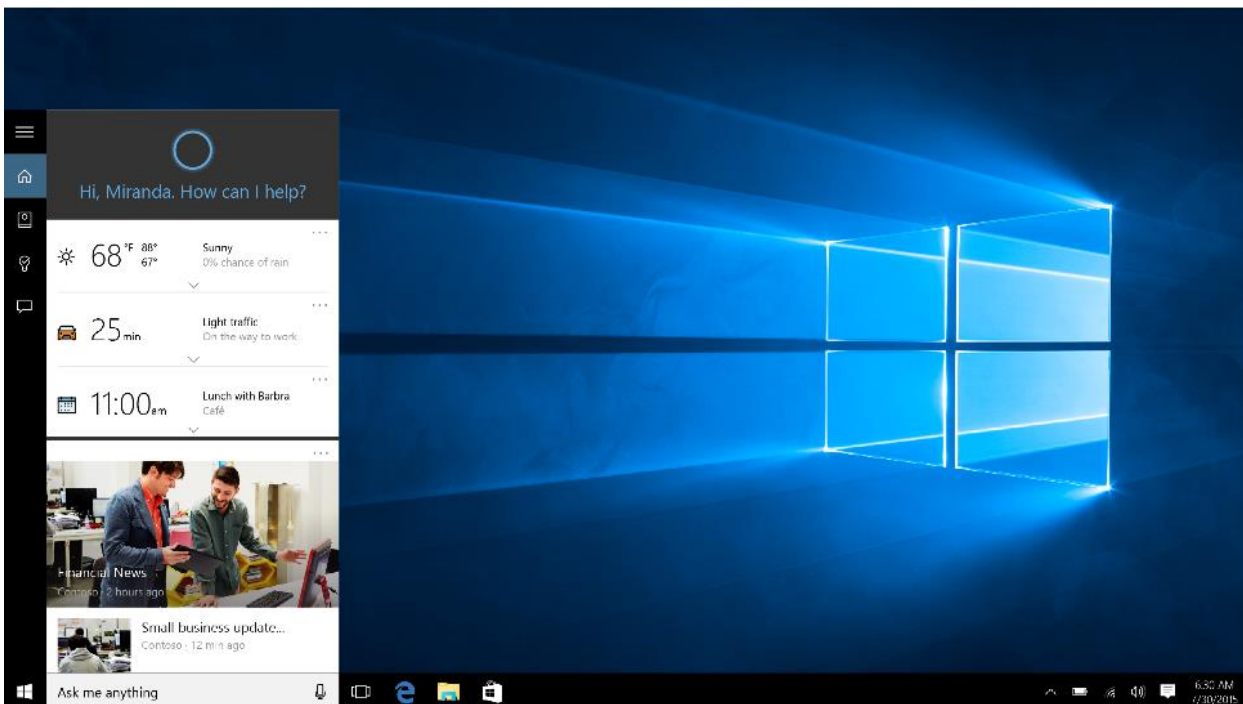 Hi, Miranda. How can I help?
68°F 88° 67°
Sunny
0% chance of rain
25 min
Light traffic
On the way to work
11:00 am
Lunch with Barbra
Café
Financial News
Contoso · 2 hours ago
Small business update...
Contoso · 12 min ago
Ask me anything
6:30 AM
7/30/2015